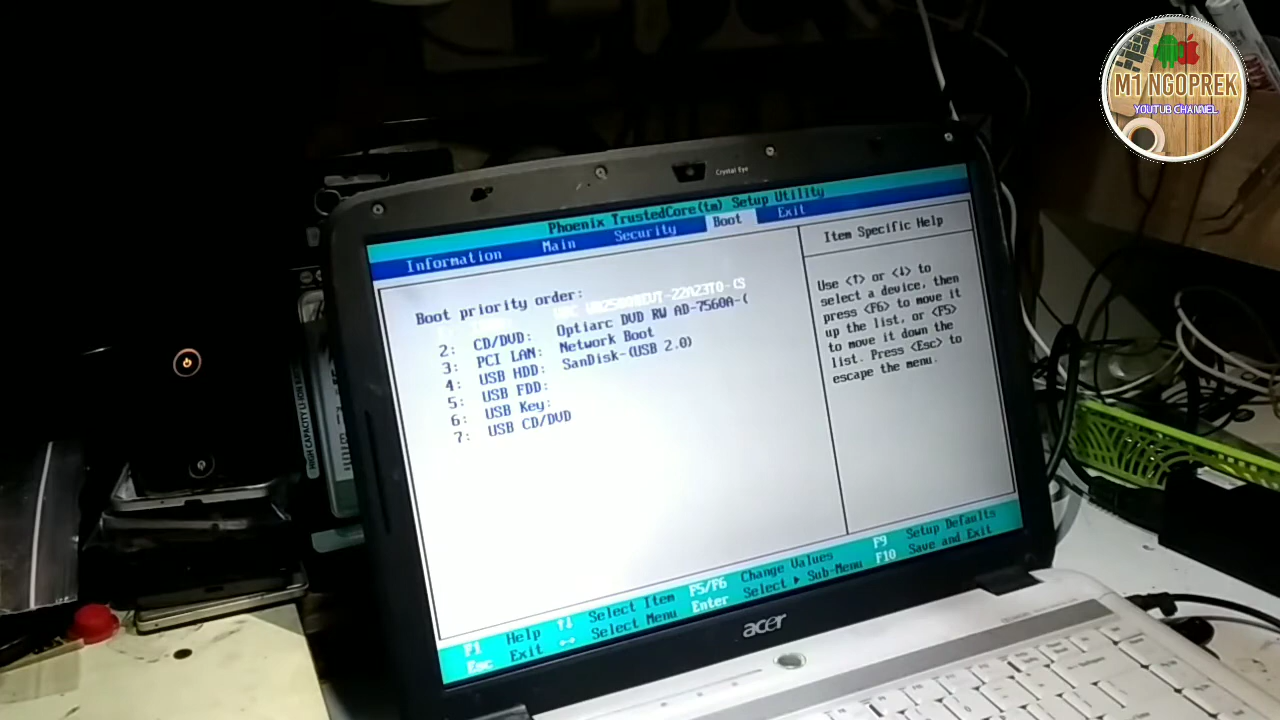 M1 NGOPREK
YOUTUB CHANNEL
Crystal Eye
Phoenix TrustedCore(tm) Setup Utility
Information Main Security Boot Exit
Boot priority order:
2: CD/DVD: Optiarc DVD RW AD-7560A-(
3: PCI LAN: Network Boot
4: USB HDD: SanDisk-(USB 2.0)
5: USB FDD:
6: USB Key:
7: USB CD/DVD
Item Specific Help
Use <↑> or <↓> to
select a device, then
press <F6> to move it
up the list, or <F5>
to move it down the
list. Press <Esc> to
escape the menu.
F1 Help ↑↓ Select Item F5/F6 Change Values F9 Setup Defaults
Esc Exit ←→ Select Menu Enter Select ▶ Sub-Menu F10 Save and Exit
acer
HIGH CAPACITY LI-ION